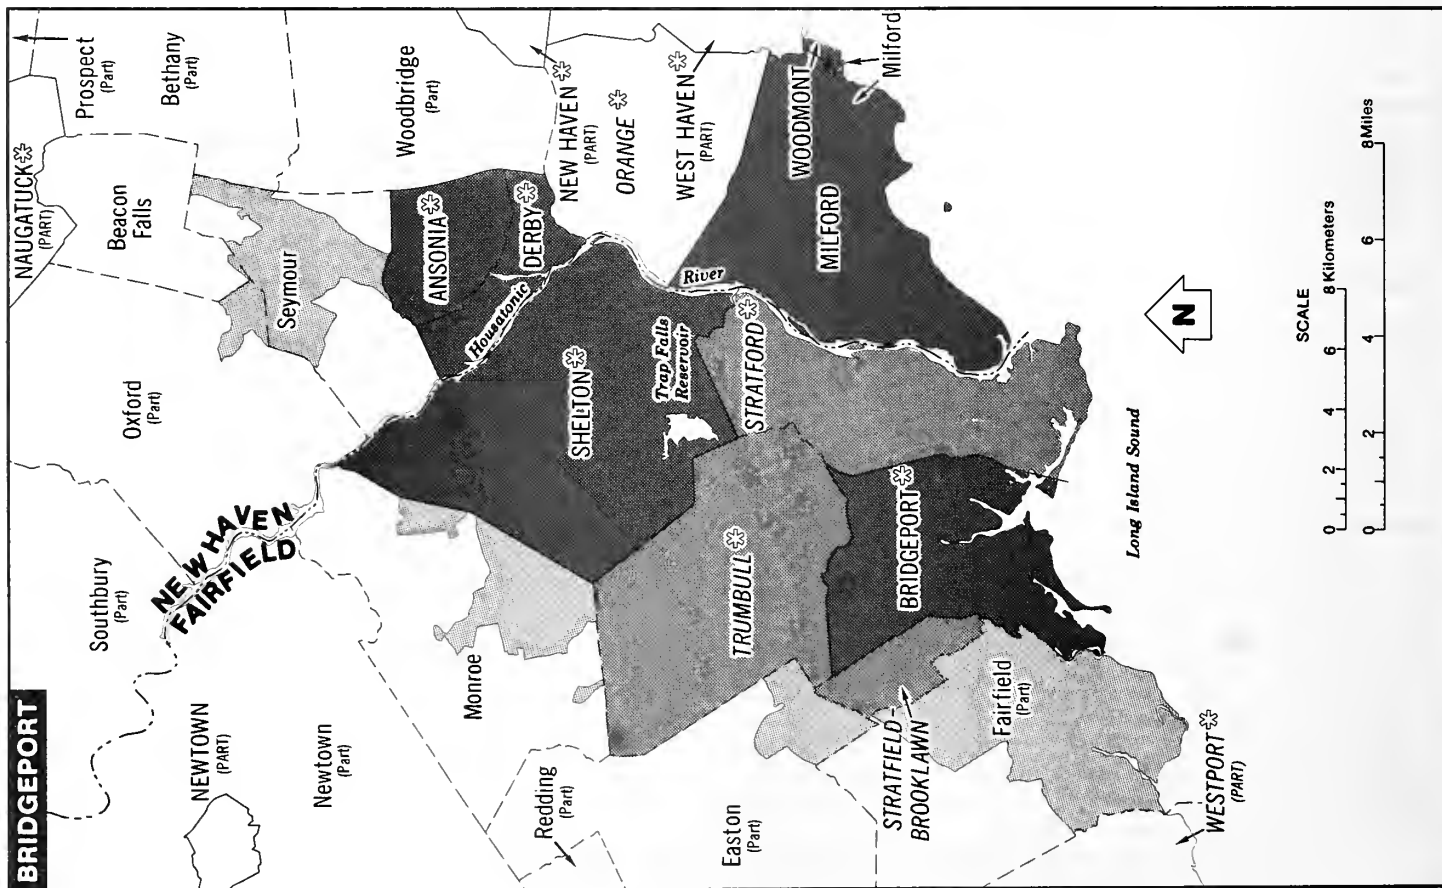 BRIDGEPORT
NEWTOWN
(PART)
Newtown
(Part)
Southbury
(Part)
NEW HAVEN
FAIRFIELD
Oxford
(Part)
NAUGATUCK*
(PART)
Prospect
(Part)
Beacon
Falls
Bethany
(Part)
Seymour
Woodbridge
(Part)
ANSONIA*
DERBY*
NEW HAVEN*
(PART)
ORANGE*
WEST HAVEN*
(PART)
WOODMONT
Milford
MILFORD
Housatonic
River
SHELTON*
Trap Falls
Reservoir
STRATFORD*
Monroe
TRUMBULL*
BRIDGEPORT*
Redding
(Part)
Easton
(Part)
STRATFIELD-
BROOKLAWN
Fairfield
(Part)
WESTPORT*
(PART)
Long Island Sound
N
SCALE
0 2 4 6 8 Kilometers
0 2 4 6 8 Miles